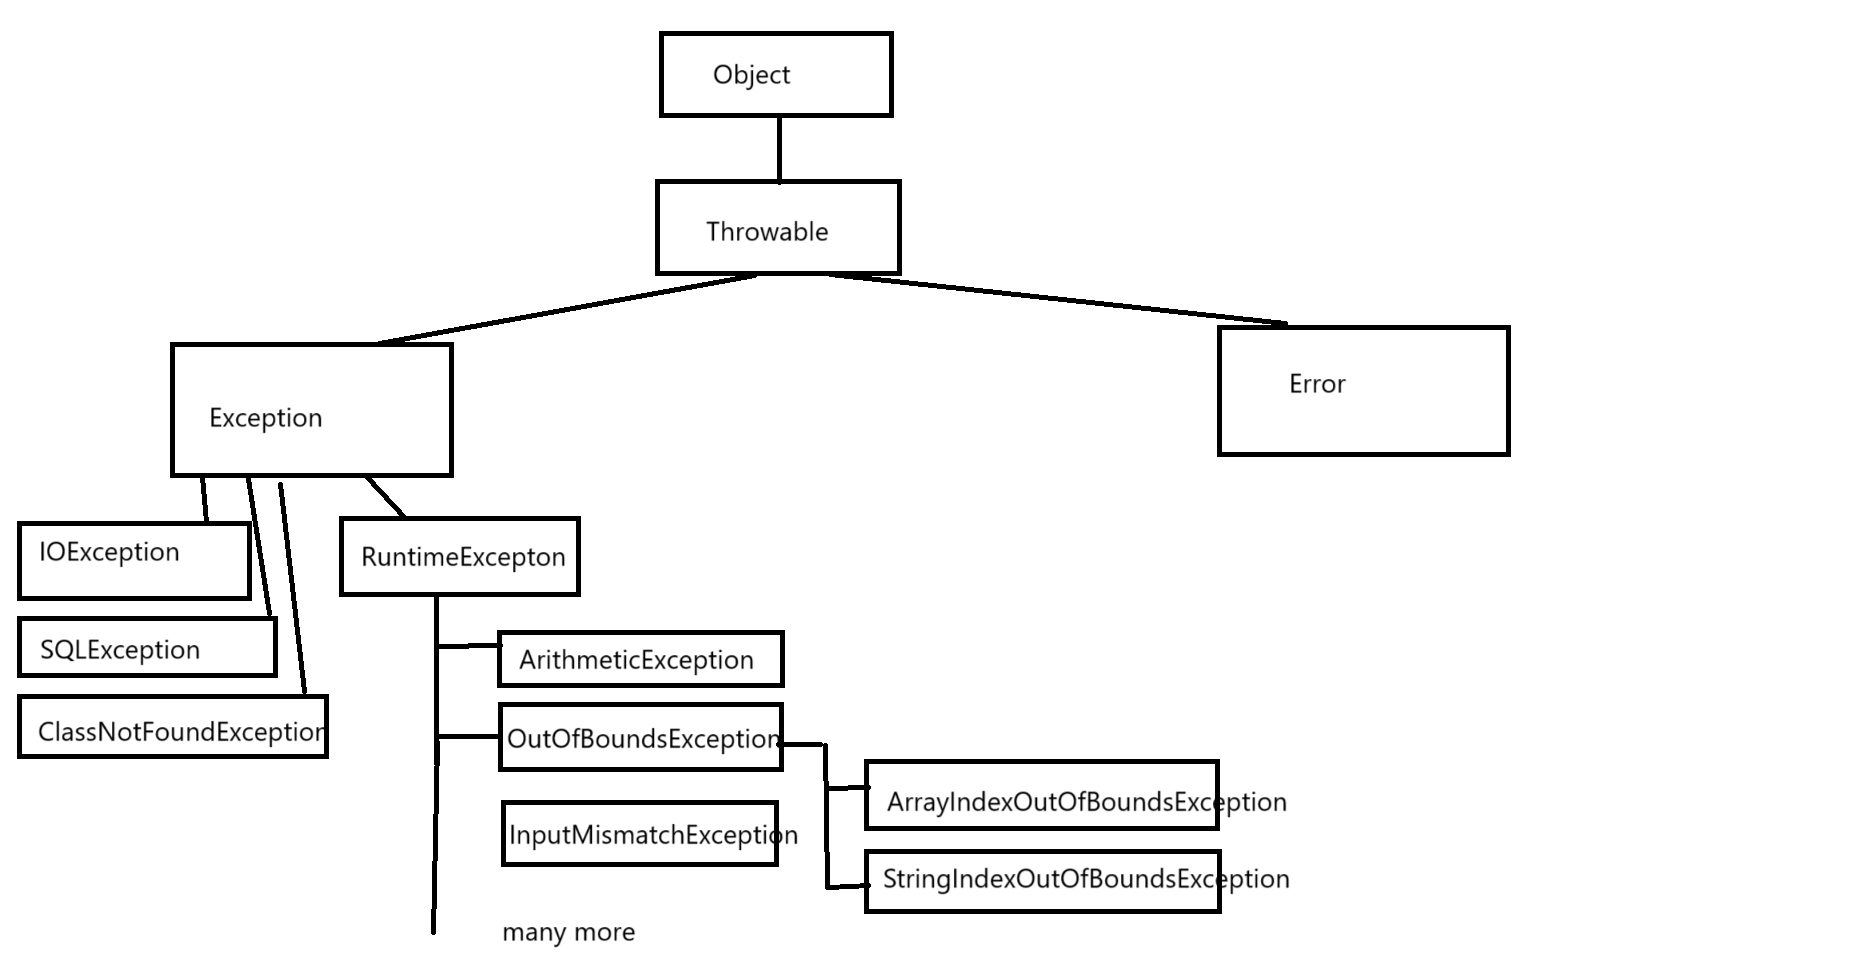 Object
Throwable
Exception
Error
IOException
RuntimeExcepton
SQLException
ArithmeticException
ClassNotFoundException
OutOfBoundsException
ArrayIndexOutOfBoundsException
InputMismatchException
StringIndexOutOfBoundsException
many more